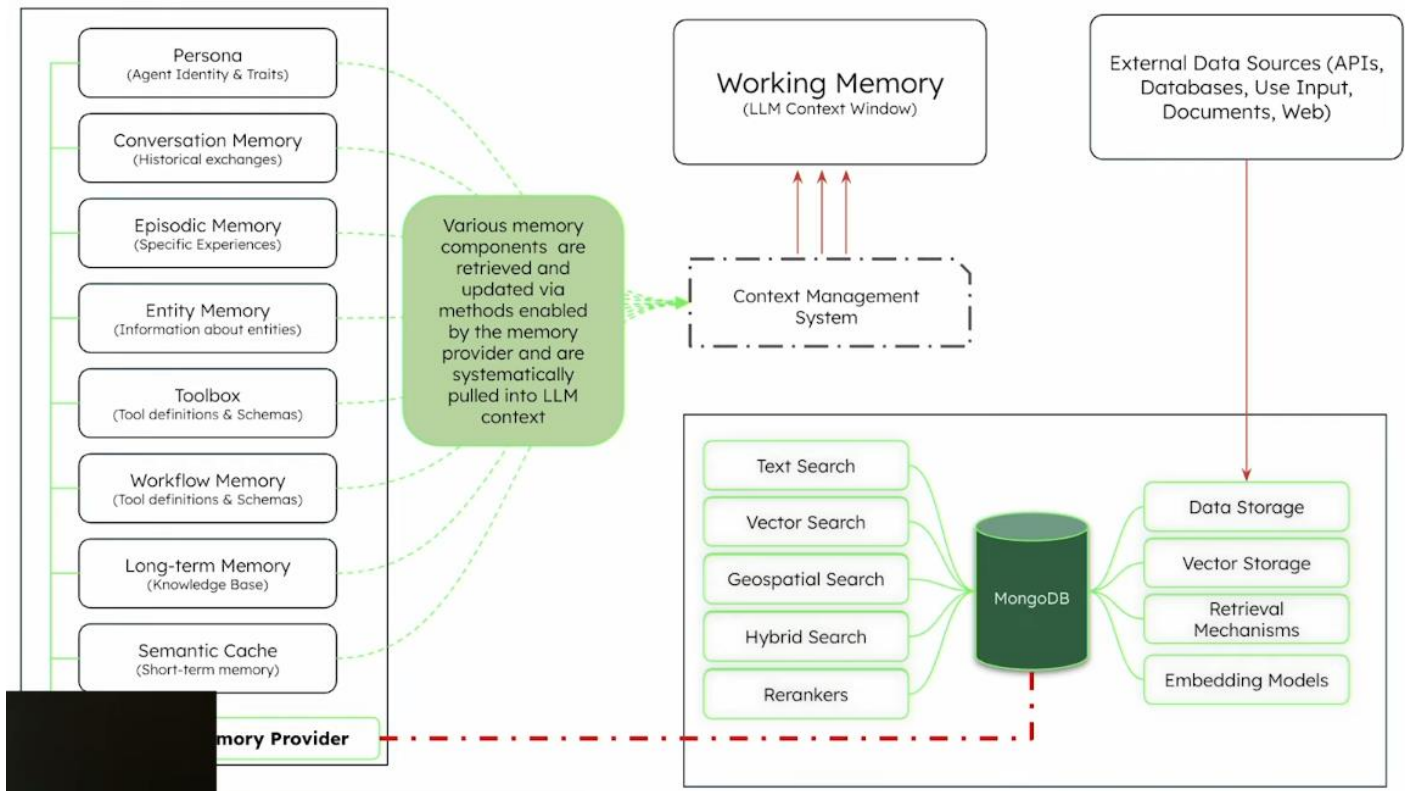 Persona
(Agent Identity & Traits)
Conversation Memory
(Historical exchanges)
Episodic Memory
(Specific Experiences)
Entity Memory
(Information about entities)
Toolbox
(Tool definitions & Schemas)
Workflow Memory
(Tool definitions & Schemas)
Long-term Memory
(Knowledge Base)
Semantic Cache
(Short-term memory)
mory Provider
Various memory
components are
retrieved and
updated via
methods enabled
by the memory
provider and are
systematically
pulled into LLM
context
Working Memory
(LLM Context Window)
Context Management
System
External Data Sources (APIs,
Databases, Use Input,
Documents, Web)
Text Search
Vector Search
Geospatial Search
Hybrid Search
Rerankers
MongoDB
Data Storage
Vector Storage
Retrieval
Mechanisms
Embedding Models